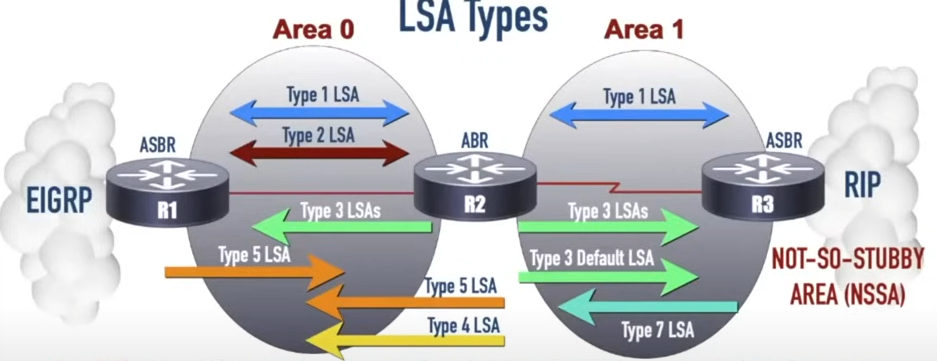 LSA Types
Area 0
Area 1
Type 1 LSA
Type 1 LSA
Type 2 LSA
ASBR
ABR
ASBR
EIGRP
R1
R2
R3
RIP
Type 3 LSAs
Type 3 LSAs
Type 5 LSA
Type 3 Default LSA
NOT-SO-STUBBY
AREA (NSSA)
Type 5 LSA
Type 4 LSA
Type 7 LSA